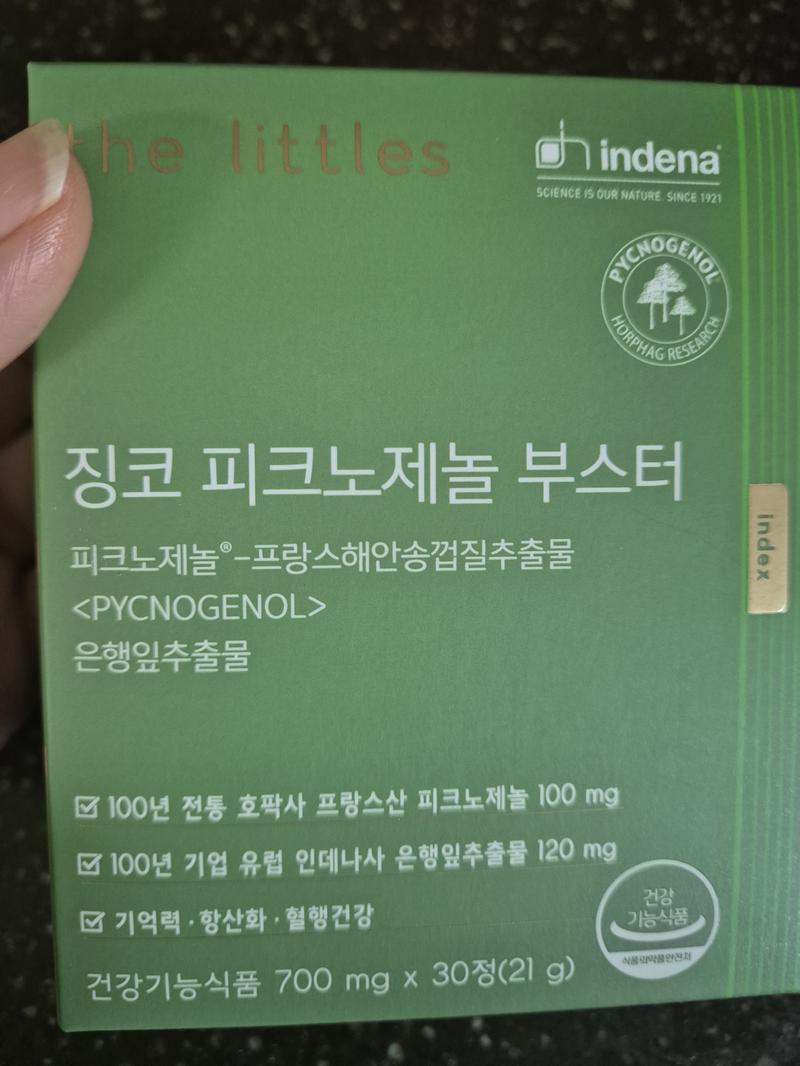 the littles
indena
SCIENCE IS OUR NATURE. SINCE 1921
PYCNOGENOL
HORPHAG RESEARCH
징코 피크노제놀 부스터
피크노제놀®-프랑스해안송껍질추출물
<PYCNOGENOL>
은행잎추출물
index
100년 전통 호팍사 프랑스산 피크노제놀 100 mg
100년 기업 유럽 인데나사 은행잎추출물 120 mg
기억력·항산화·혈행건강
건강
기능식품
식품의약품안전처
건강기능식품 700 mg x 30정(21 g)